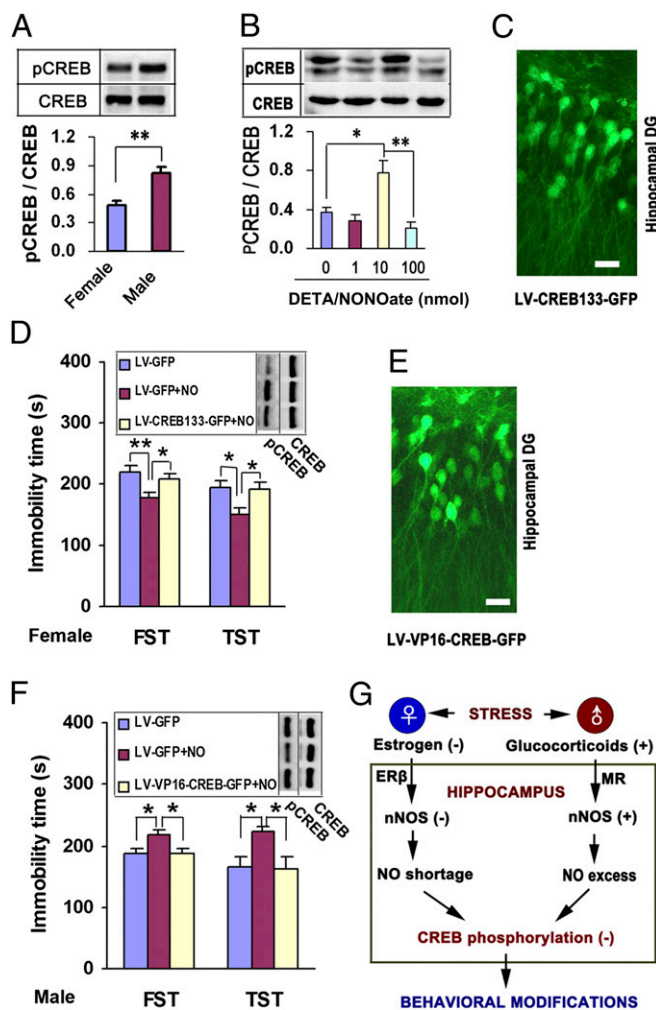 A
pCREB
CREB
pCREB / CREB
1.2
0.9
0.6
0.3
0.0
**
Female
Male
B
pCREB
CREB
PCREB / CREB
1.2
0.8
0.4
0.0
*
**
0 1 10 100
DETA/NONOate (nmol)
C
Hippocampal DG
LV-CREB133-GFP
D
Immobility time (s)
400
300
200
100
0
LV-GFP
LV-GFP+NO
LV-CREB133-GFP+NO
pCREB
CREB
** * * *
Female FST TST
E
Hippocampal DG
LV-VP16-CREB-GFP
F
Immobility time (s)
400
300
200
100
0
LV-GFP
LV-GFP+NO
LV-VP16-CREB-GFP+NO
pCREB
CREB
* * * *
Male FST TST
G
♀ STRESS ♂
Estrogen (-) Glucocorticoids (+)
ERβ MR
HIPPOCAMPUS
nNOS (-) nNOS (+)
NO shortage NO excess
CREB phosphorylation (-)
BEHAVIORAL MODIFICATIONS